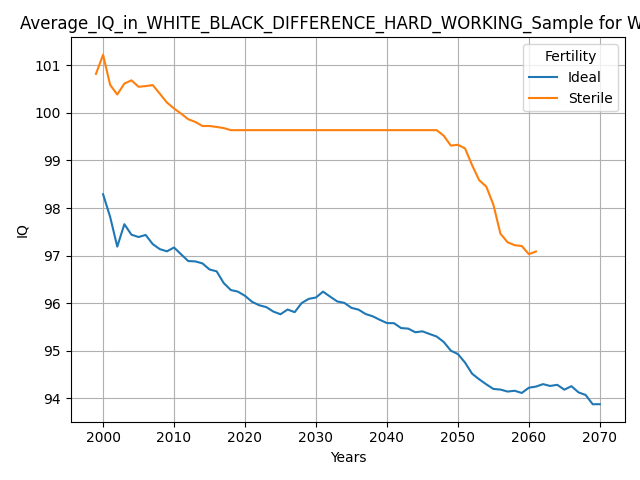 Average_IQ_in_WHITE_BLACK_DIFFERENCE_HARD_WORKING_Sample for W
Fertility
Ideal
Sterile
101
100
99
98
97
96
95
94
IQ
2000 2010 2020 2030 2040 2050 2060 2070
Years